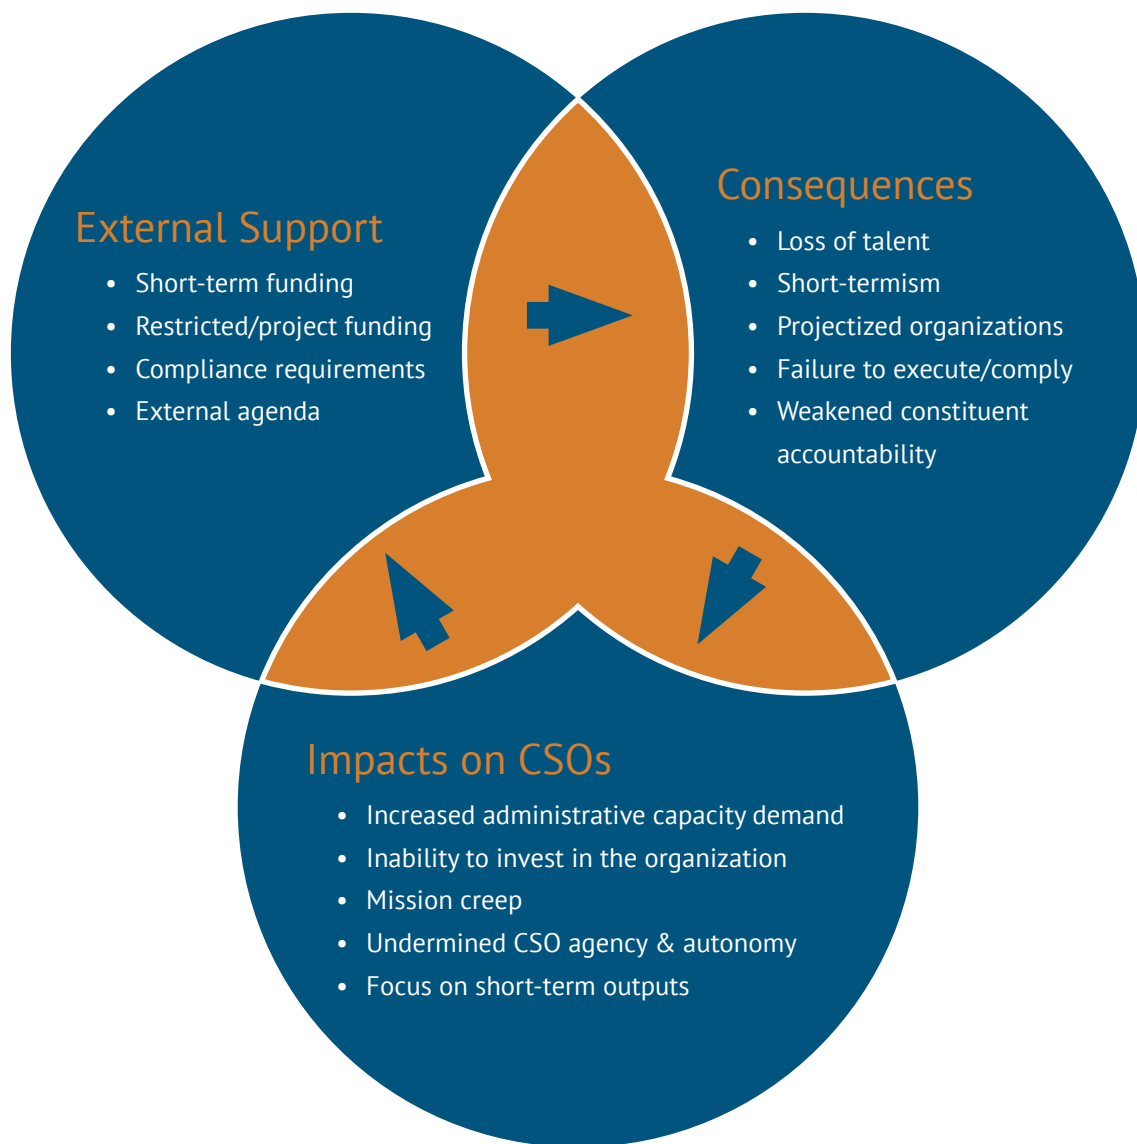 External Support
• Short-term funding
• Restricted/project funding
• Compliance requirements
• External agenda
Consequences
• Loss of talent
• Short-termism
• Projectized organizations
• Failure to execute/comply
• Weakened constituent
accountability
Impacts on CSOs
• Increased administrative capacity demand
• Inability to invest in the organization
• Mission creep
• Undermined CSO agency & autonomy
• Focus on short-term outputs